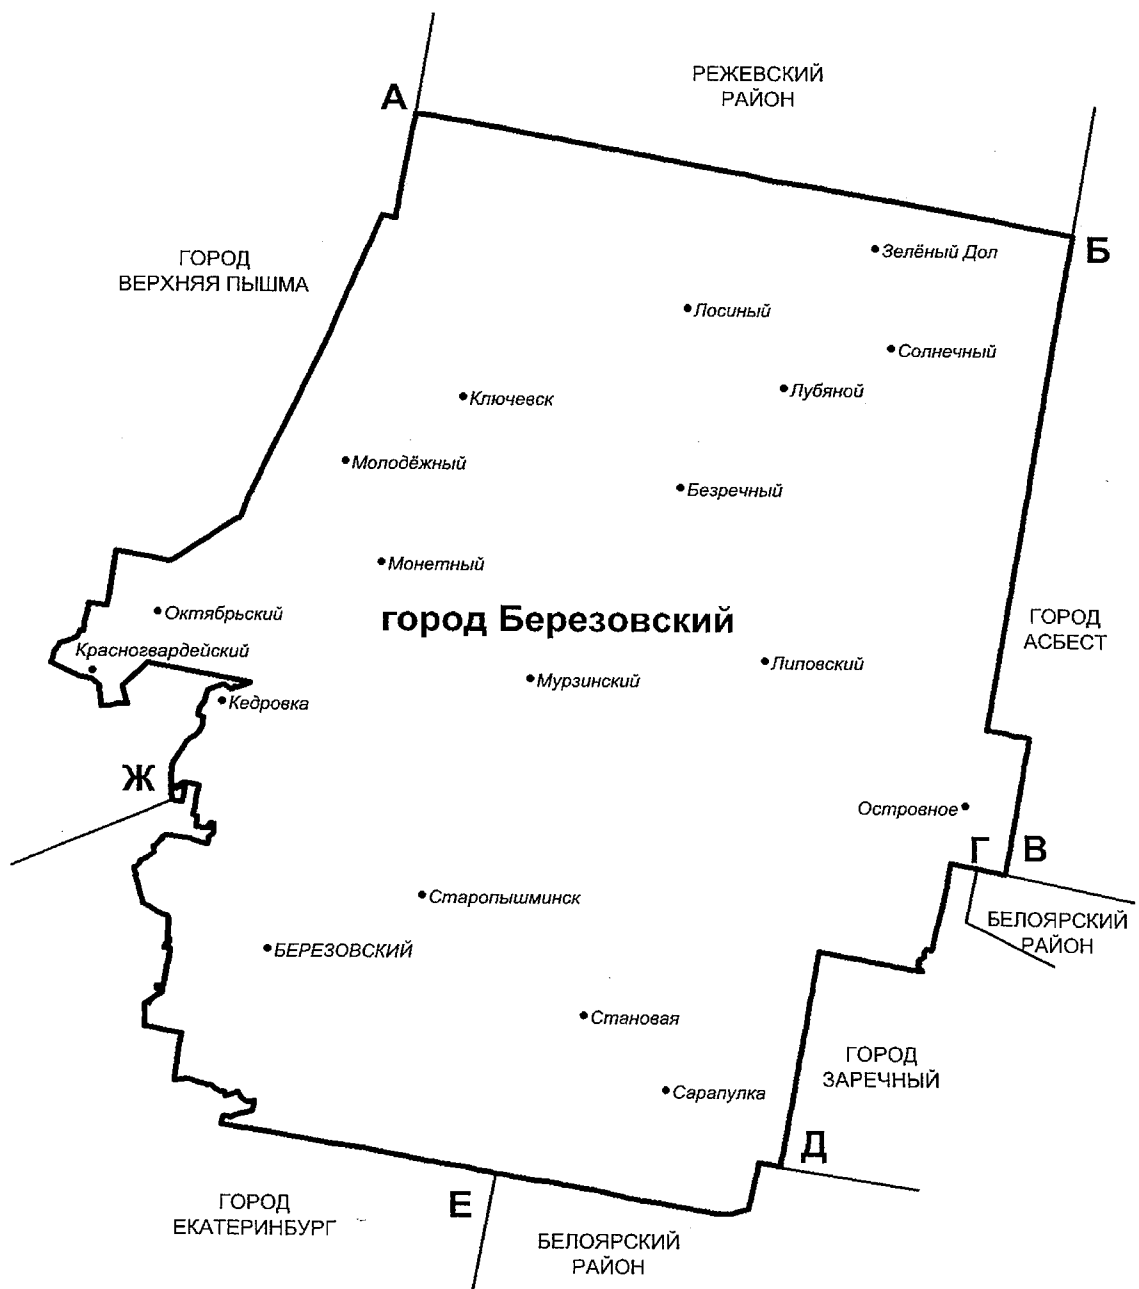 РЕЖЕВСКИЙ
РАЙОН
А
Б
ГОРОД
ВЕРХНЯЯ ПЫШМА
Зелёный Дол
Лосиный
Солнечный
Лубяной
Ключевск
Молодёжный
Безречный
Монетный
Октябрьский
город Березовский
ГОРОД
АСБЕСТ
Красногвардейский
Липовский
Мурзинский
Кедровка
Ж
Островное
Г
В
Старопышминск
БЕЛОЯРСКИЙ
РАЙОН
БЕРЕЗОВСКИЙ
Становая
ГОРОД
ЗАРЕЧНЫЙ
Сарапулка
Д
Е
ГОРОД
ЕКАТЕРИНБУРГ
БЕЛОЯРСКИЙ
РАЙОН